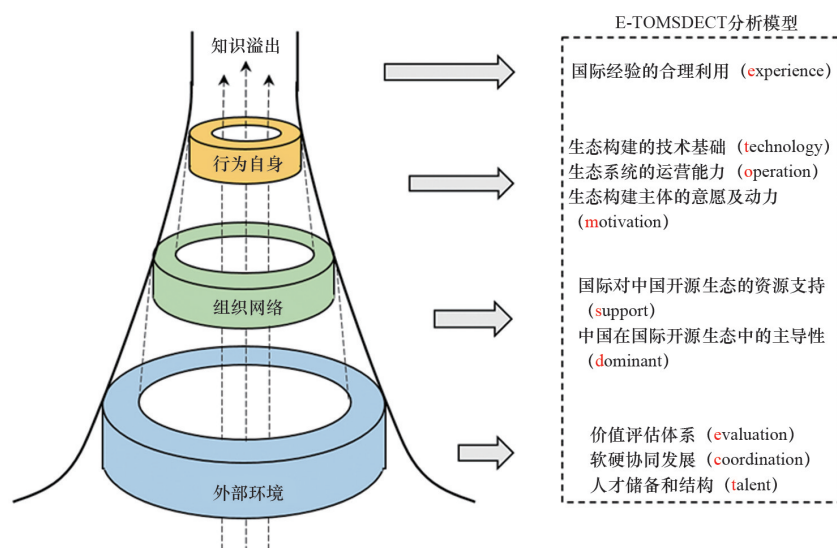 E-TOMSDECT分析模型
知识溢出
国际经验的合理利用（experience）
行为自身
生态构建的技术基础（technology）
生态系统的运营能力（operation）
生态构建主体的意愿及动力
（motivation）
组织网络
国际对中国开源生态的资源支持
（support）
中国在国际开源生态中的主导性
（dominant）
外部环境
价值评估体系（evaluation）
软硬协同发展（coordination）
人才储备和结构（talent）